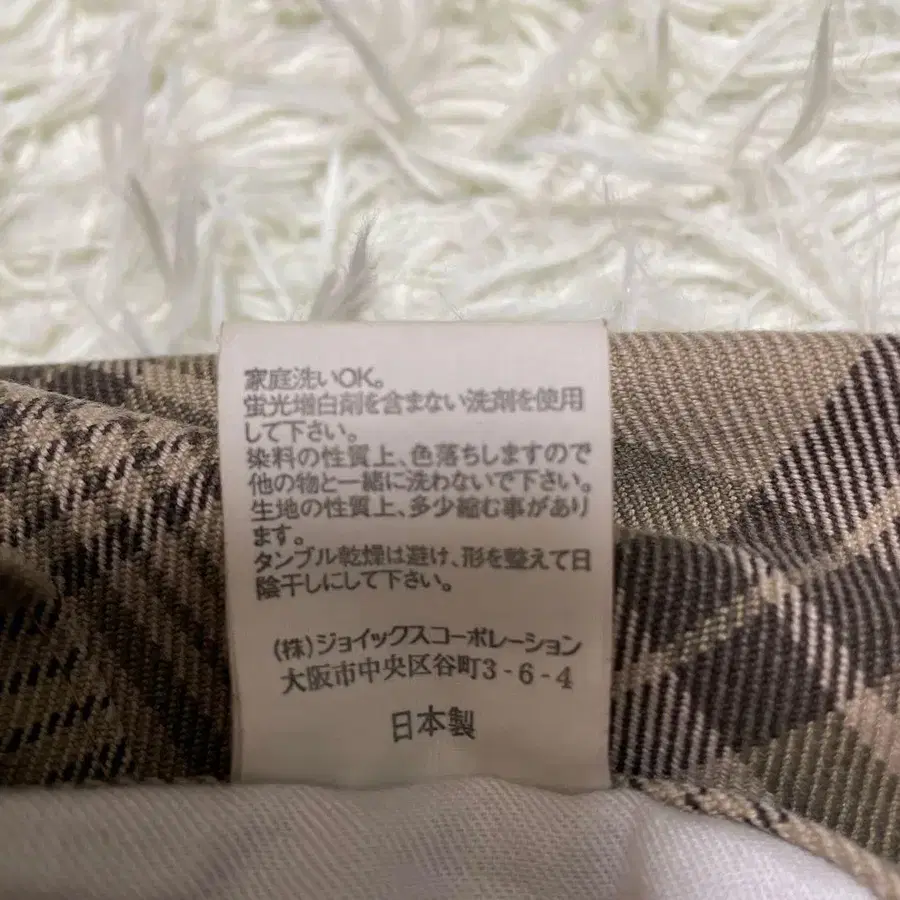 家庭洗いOK。
蛍光増白剤を含まない洗剤を使用
して下さい。
染料の性質上、色落ちしますので
他の物と一緒に洗わないで下さい。
生地の性質上、多少縮む事があり
ます。
タンブル乾燥は避け、形を整えて日
陰干しにして下さい。
(株)ジョイックスコーポレーション
大阪市中央区谷町3-6-4
日本製